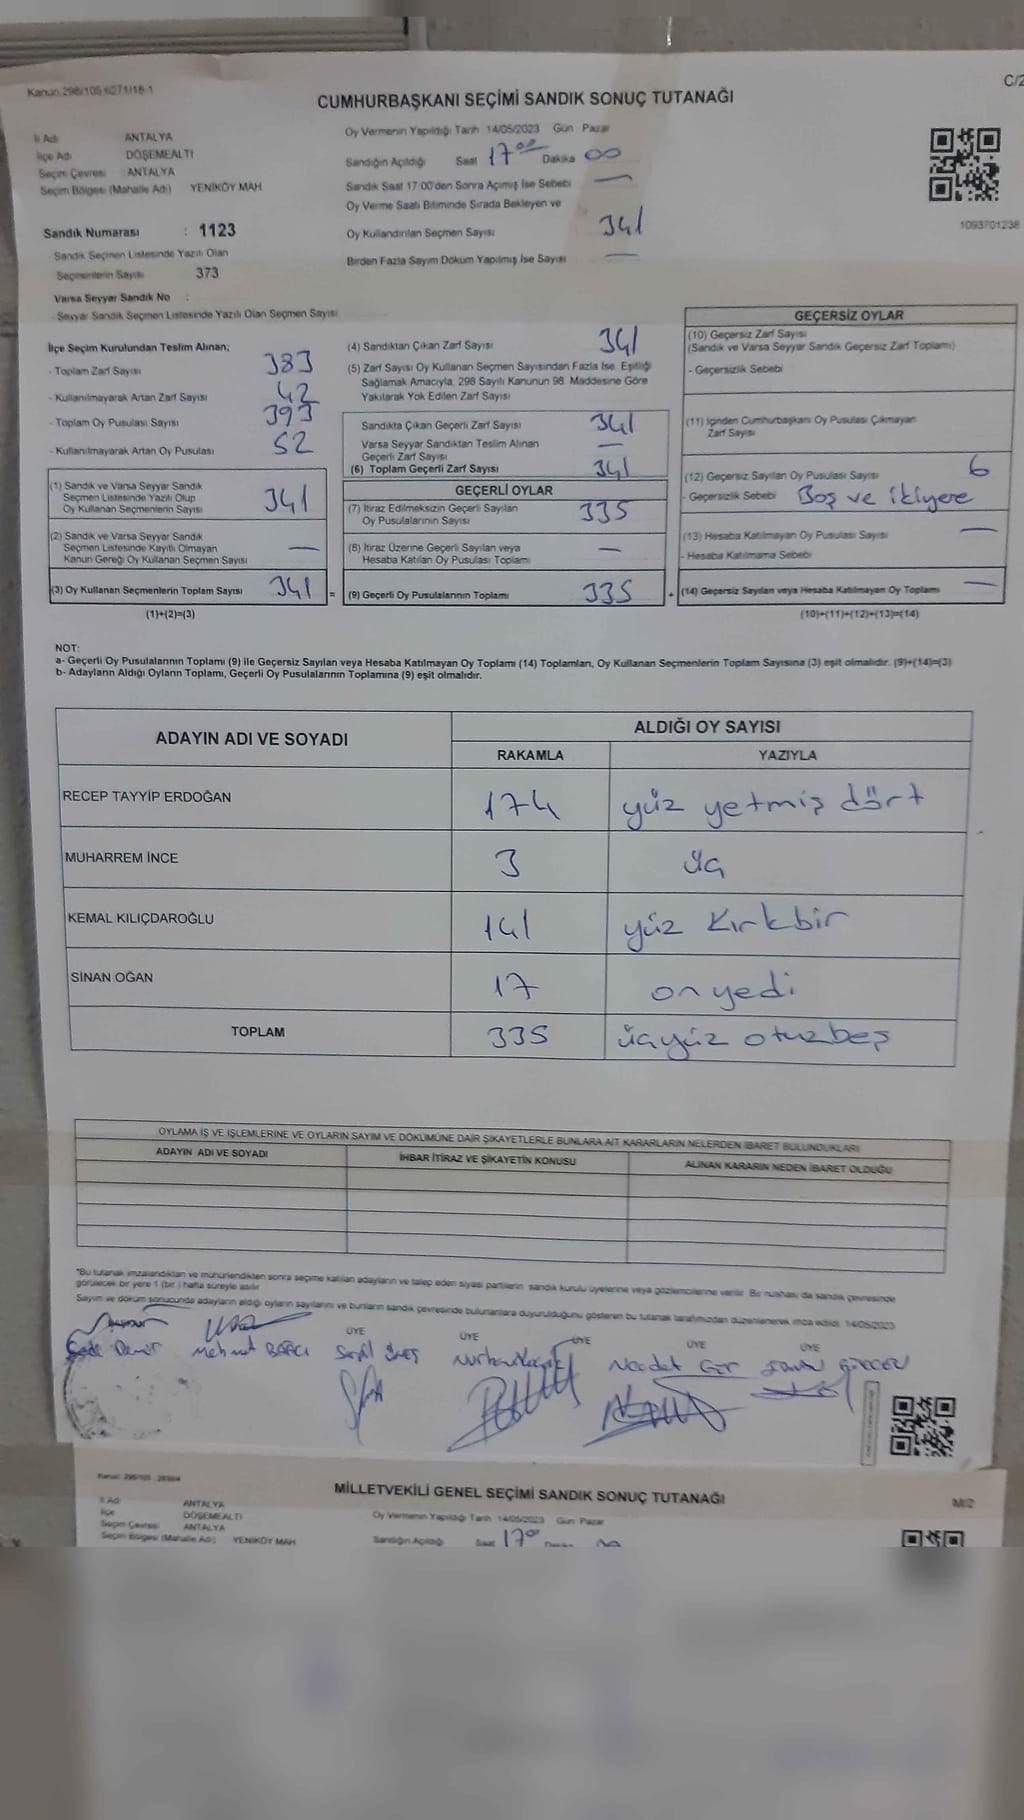 Kanun 298/105 6271/16-1
C/2
CUMHURBAŞKANI SEÇİMİ SANDIK SONUÇ TUTANAĞI
İl Adı ANTALYA
İlçe Adı DÖŞEMEALTI
Seçim Çevresi : ANTALYA
Seçim Bölgesi (Mahalle Adı) YENİKÖY MAH.
Sandık Numarası : 1123
Sandık Seçmen Listesinde Yazılı Olan
Seçmenlerin Sayısı 373
Varsa Seyyar Sandık No :
- Seyyar Sandık Seçmen Listesinde Yazılı Olan Seçmen Sayısı
Oy Vermenin Yapıldığı Tarih 14/05/2023 Gün Pazar
Sandığın Açıldığı Saat 17 00 Dakika 00
Sandık Saat 17:00'den Sonra Açılmış İse Sebebi —
Oy Verme Saati Bitiminde Sırada Bekleyen ve
Oy Kullandırılan Seçmen Sayısı 341
Birden Fazla Sayım Döküm Yapılmış İse Sayısı —
1093701238
İlçe Seçim Kurulundan Teslim Alınan;
- Toplam Zarf Sayısı 383
- Kullanılmayarak Artan Zarf Sayısı 42
- Toplam Oy Pusulası Sayısı 393
- Kullanılmayarak Artan Oy Pusulası 52
(1) Sandık ve Varsa Seyyar Sandık
Seçmen Listesinde Yazılı Olup
Oy Kullanan Seçmenlerin Sayısı 341
(2) Sandık ve Varsa Seyyar Sandık
Seçmen Listesinde Kayıtlı Olmayan
Kanun Gereği Oy Kullanan Seçmen Sayısı —
(3) Oy Kullanan Seçmenlerin Toplam Sayısı 341 =
(1)+(2)=(3)
(4) Sandıktan Çıkan Zarf Sayısı 341
(5) Zarf Sayısı Oy Kullanan Seçmen Sayısından Fazla İse, Eşitliği
Sağlamak Amacıyla, 298 Sayılı Kanunun 98. Maddesine Göre
Yakılarak Yok Edilen Zarf Sayısı
Sandıkta Çıkan Geçerli Zarf Sayısı 341
Varsa Seyyar Sandıktan Teslim Alınan
Geçerli Zarf Sayısı —
(6) Toplam Geçerli Zarf Sayısı 341
GEÇERLİ OYLAR
(7) İtiraz Edilmeksizin Geçerli Sayılan
Oy Pusulalarının Sayısı 335
(8) İtiraz Üzerine Geçerli Sayılan veya
Hesaba Katılan Oy Pusulası Toplamı —
(9) Geçerli Oy Pusulalarının Toplamı 335 +
GEÇERSİZ OYLAR
(10) Geçersiz Zarf Sayısı
(Sandık ve Varsa Seyyar Sandık Geçersiz Zarf Toplamı)
- Geçersizlik Sebebi
(11) İçinden Cumhurbaşkanı Oy Pusulası Çıkmayan
Zarf Sayısı
(12) Geçersiz Sayılan Oy Pusulası Sayısı 6
- Geçersizlik Sebebi Boş ve ikiyere
(13) Hesaba Katılmayan Oy Pusulası Sayısı —
- Hesaba Katılmama Sebebi
(14) Geçersiz Sayılan veya Hesaba Katılmayan Oy Toplamı —
(10)+(11)+(12)+(13)=(14)
NOT:
a- Geçerli Oy Pusulalarının Toplamı (9) ile Geçersiz Sayılan veya Hesaba Katılmayan Oy Toplamı (14) Toplamları, Oy Kullanan Seçmenlerin Toplam Sayısına (3) eşit olmalıdır. (9)+(14)=(3)
b- Adayların Aldığı Oyların Toplamı, Geçerli Oy Pusulalarının Toplamına (9) eşit olmalıdır.
ADAYIN ADI VE SOYADI
ALDIĞI OY SAYISI
RAKAMLA YAZIYLA
RECEP TAYYİP ERDOĞAN 174 yüz yetmiş dört
MUHARREM İNCE 3 üç
KEMAL KILIÇDAROĞLU 141 yüz kırkbir
SİNAN OĞAN 17 onyedi
TOPLAM 335 üçyüz otuzbeş
OYLAMA İŞ VE İŞLEMLERİNE VE OYLARIN SAYIM VE DÖKÜMÜNE DAİR ŞİKAYETLERLE BUNLARA AİT KARARLARIN NELERDEN İBARET BULUNDUKLARI
ADAYIN ADI VE SOYADI İHBAR İTİRAZ VE ŞİKAYETİN KONUSU ALINAN KARARIN NEDEN İBARET OLDUĞU
*Bu tutanak imzalandıktan ve mühürlendikten sonra seçime katılan adayların ve talep eden siyasi partilerin sandık kurulu üyelerine veya gözlemcilerine verilir. Bir nüshası da sandık çevresinde
görülecek bir yere 1 (bir) hafta süreyle asılır.
Sayım ve döküm sonucunda adayların aldığı oyların sayılarını ve bunların sandık çevresinde bulunanlara duyurulduğunu gösteren bu tutanak tarafımızdan düzenlenerek imza edildi. 14/05/2023
ÜYE ÜYE ÜYE ÜYE ÜYE
Mehmet BAĞCI
Kanun 298/105
MİLLETVEKİLİ GENEL SEÇİMİ SANDIK SONUÇ TUTANAĞI
M/2
İl Adı ANTALYA
İlçe DÖŞEMEALTI
Seçim Çevresi ANTALYA
Seçim Bölgesi (Mahalle Adı) YENİKÖY MAH
Oy Vermenin Yapıldığı Tarih 14/05/2023 Gün Pazar
Sandığın Açıldığı Saat 17 00 Dakika 00